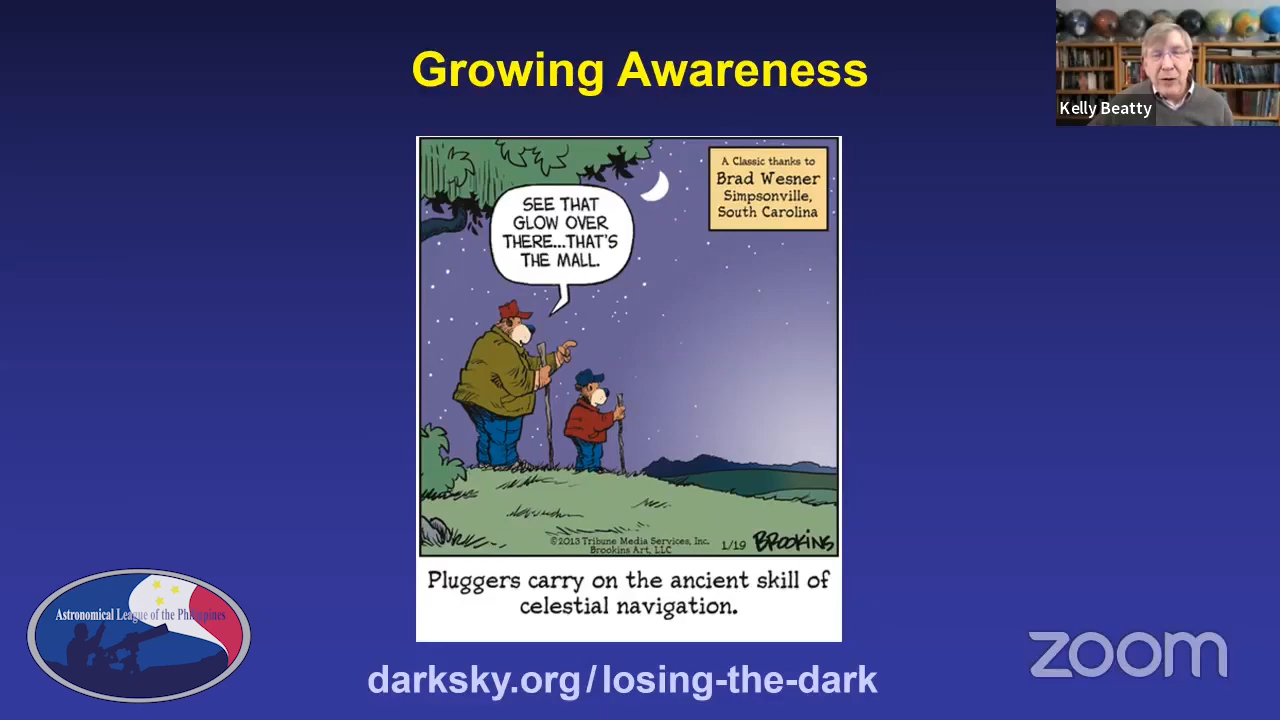 Growing Awareness
Kelly Beatty
A Classic thanks to
Brad Wesner
Simpsonville,
South Carolina
SEE THAT
GLOW OVER
THERE...THAT'S
THE MALL.
©2013 Tribune Media Services, Inc.
Brookins Art, LLC
1/19 BROOKINS
Pluggers carry on the ancient skill of
celestial navigation.
Astronomical League of the Philippines
zoom
darksky.org/losing-the-dark